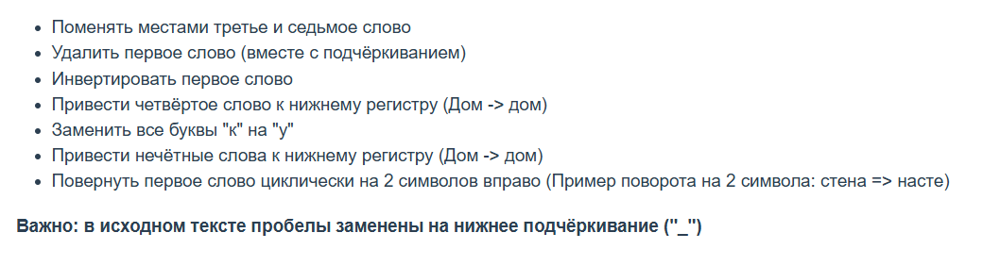 • Поменять местами третье и седьмое слово
• Удалить первое слово (вместе с подчёркиванием)
• Инвертировать первое слово
• Привести четвёртое слово к нижнему регистру (Дом -> дом)
• Заменить все буквы "к" на "у"
• Привести нечётные слова к нижнему регистру (Дом -> дом)
• Повернуть первое слово циклически на 2 символов вправо (Пример поворота на 2 символа: стена => насте)
Важно: в исходном тексте пробелы заменены на нижнее подчёркивание ("_")